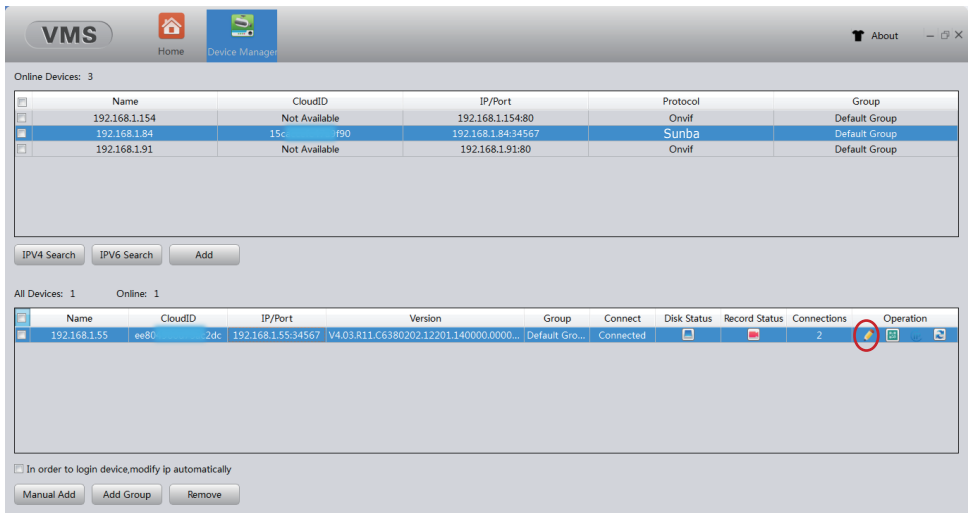 VMS
Home
Device Manager
About
Online Devices: 3
Name CloudID IP/Port Protocol Group
192.168.1.154 Not Available 192.168.1.154:80 Onvif Default Group
192.168.1.84 15c f90 192.168.1.84:34567 Sunba Default Group
192.168.1.91 Not Available 192.168.1.91:80 Onvif Default Group
IPV4 Search IPV6 Search Add
All Devices: 1 Online: 1
Name CloudID IP/Port Version Group Connect Disk Status Record Status Connections Operation
192.168.1.55 ee80 2dc 192.168.1.55:34567 V4.03.R11.C6380202.12201.140000.0000... Default Gro... Connected 2
In order to login device,modify ip automatically
Manual Add Add Group Remove